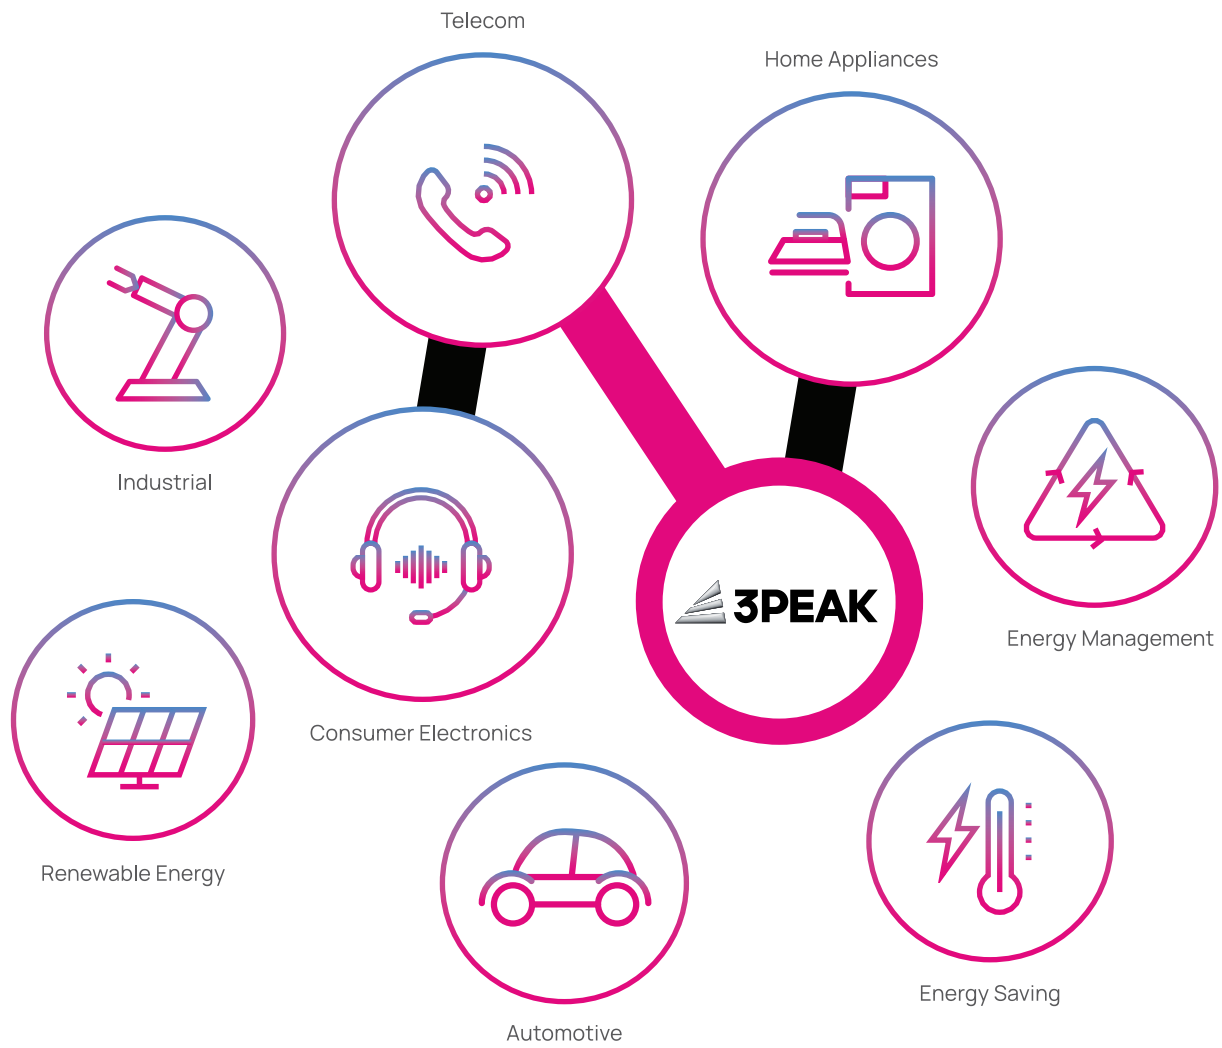 Telecom
Home Appliances
Industrial
3PEAK
Energy Management
Consumer Electronics
Renewable Energy
Energy Saving
Automotive